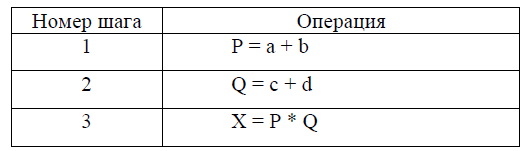 Номер шага Операция
1 P = a + b
2 Q = c + d
3 X = P * Q